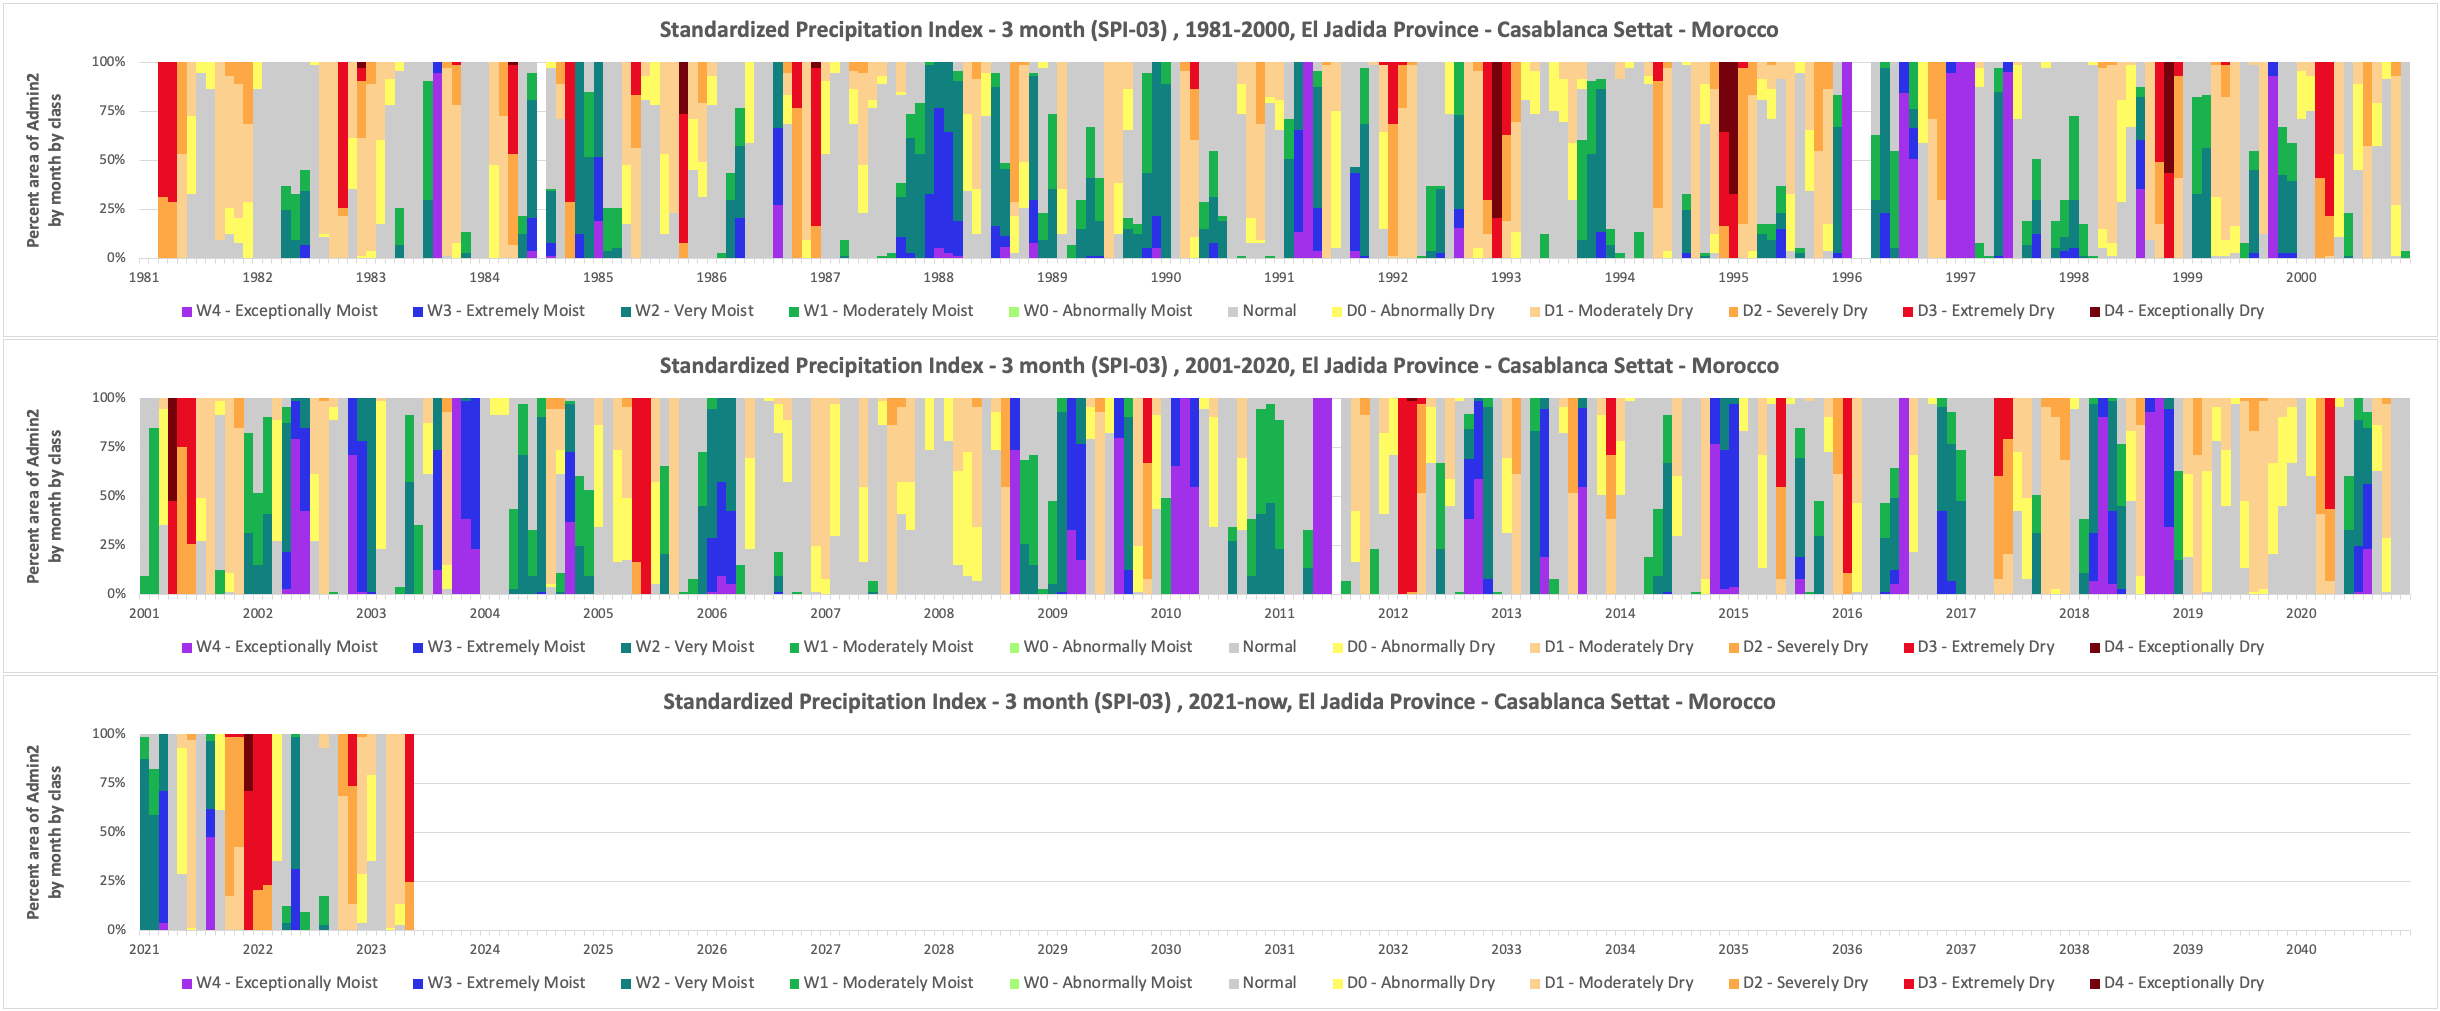 Standardized Precipitation Index - 3 month (SPI-03) , 1981-2000, El Jadida Province - Casablanca Settat - Morocco
Percent area of Admin2
by month by class
100%
75%
50%
25%
0%
1981 1982 1983 1984 1985 1986 1987 1988 1989 1990 1991 1992 1993 1994 1995 1996 1997 1998 1999 2000
W4 - Exceptionally Moist W3 - Extremely Moist W2 - Very Moist W1 - Moderately Moist W0 - Abnormally Moist Normal D0 - Abnormally Dry D1 - Moderately Dry D2 - Severely Dry D3 - Extremely Dry D4 - Exceptionally Dry
Standardized Precipitation Index - 3 month (SPI-03) , 2001-2020, El Jadida Province - Casablanca Settat - Morocco
Percent area of Admin2
by month by class
100%
75%
50%
25%
0%
2001 2002 2003 2004 2005 2006 2007 2008 2009 2010 2011 2012 2013 2014 2015 2016 2017 2018 2019 2020
W4 - Exceptionally Moist W3 - Extremely Moist W2 - Very Moist W1 - Moderately Moist W0 - Abnormally Moist Normal D0 - Abnormally Dry D1 - Moderately Dry D2 - Severely Dry D3 - Extremely Dry D4 - Exceptionally Dry
Standardized Precipitation Index - 3 month (SPI-03) , 2021-now, El Jadida Province - Casablanca Settat - Morocco
Percent area of Admin2
by month by class
100%
75%
50%
25%
0%
2021 2022 2023 2024 2025 2026 2027 2028 2029 2030 2031 2032 2033 2034 2035 2036 2037 2038 2039 2040
W4 - Exceptionally Moist W3 - Extremely Moist W2 - Very Moist W1 - Moderately Moist W0 - Abnormally Moist Normal D0 - Abnormally Dry D1 - Moderately Dry D2 - Severely Dry D3 - Extremely Dry D4 - Exceptionally Dry